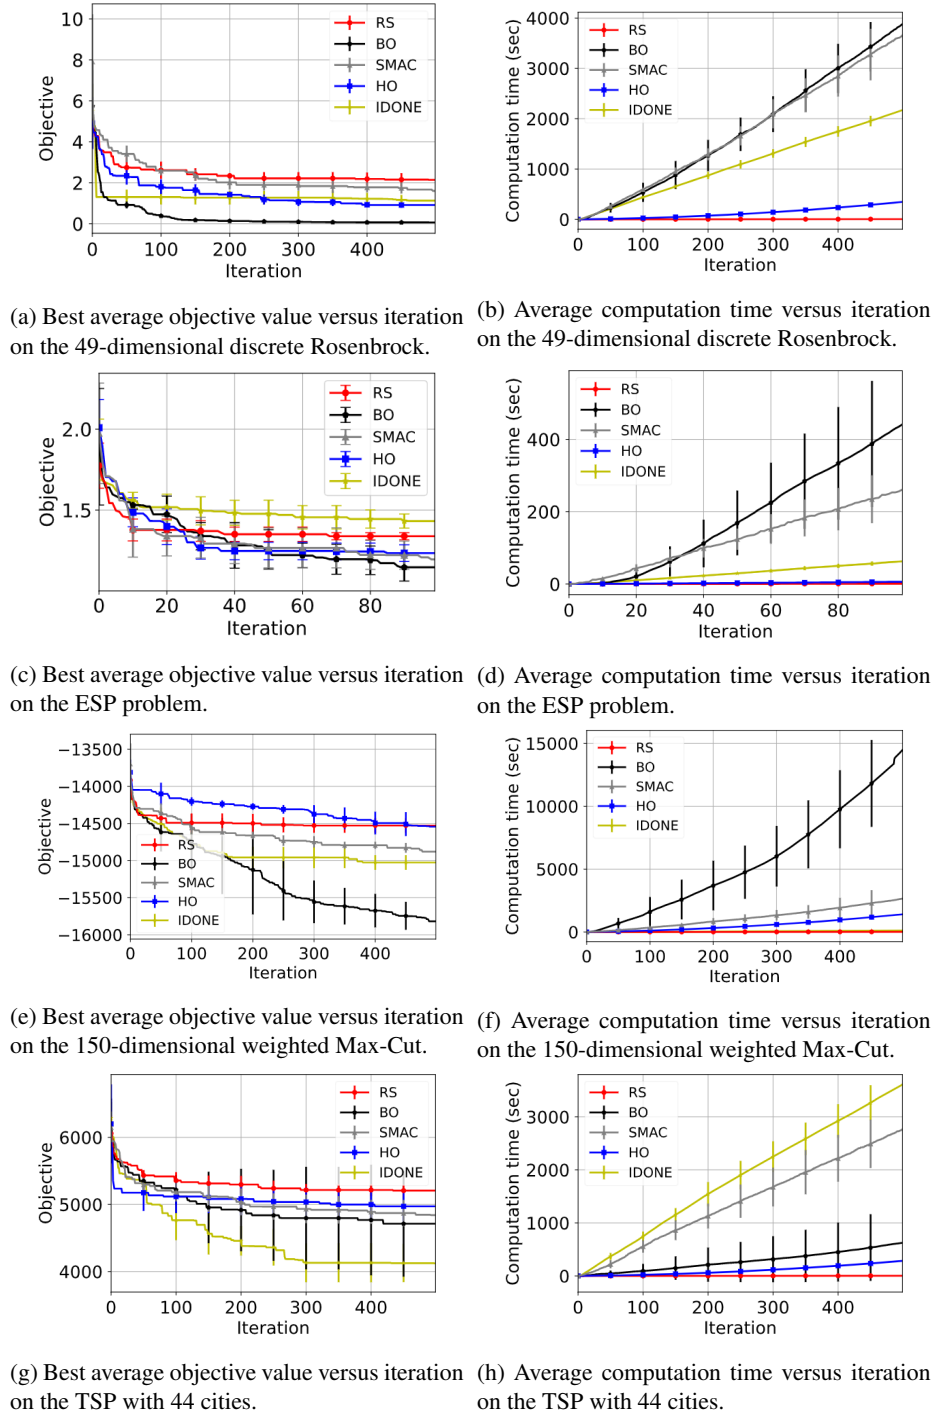 10
8
6
4
2
0
Objective
RS
BO
SMAC
HO
IDONE
0 100 200 300 400
Iteration
4000
3000
2000
1000
0
Computation time (sec)
RS
BO
SMAC
HO
IDONE
0 100 200 300 400
Iteration
(a) Best average objective value versus iteration
on the 49-dimensional discrete Rosenbrock.
(b) Average computation time versus iteration
on the 49-dimensional discrete Rosenbrock.
2.0
1.5
Objective
RS
BO
SMAC
HO
IDONE
0 20 40 60 80
Iteration
400
200
0
Computation time (sec)
RS
BO
SMAC
HO
IDONE
0 20 40 60 80
Iteration
(c) Best average objective value versus iteration
on the ESP problem.
(d) Average computation time versus iteration
on the ESP problem.
−13500
−14000
−14500
−15000
−15500
−16000
Objective
RS
BO
SMAC
HO
IDONE
0 100 200 300 400
Iteration
15000
10000
5000
0
Computation time (sec)
RS
BO
SMAC
HO
IDONE
0 100 200 300 400
Iteration
(e) Best average objective value versus iteration
on the 150-dimensional weighted Max-Cut.
(f) Average computation time versus iteration
on the 150-dimensional weighted Max-Cut.
6000
5000
4000
Objective
RS
BO
SMAC
HO
IDONE
0 100 200 300 400
Iteration
3000
2000
1000
0
Computation time (sec)
RS
BO
SMAC
HO
IDONE
0 100 200 300 400
Iteration
(g) Best average objective value versus iteration
on the TSP with 44 cities.
(h) Average computation time versus iteration
on the TSP with 44 cities.